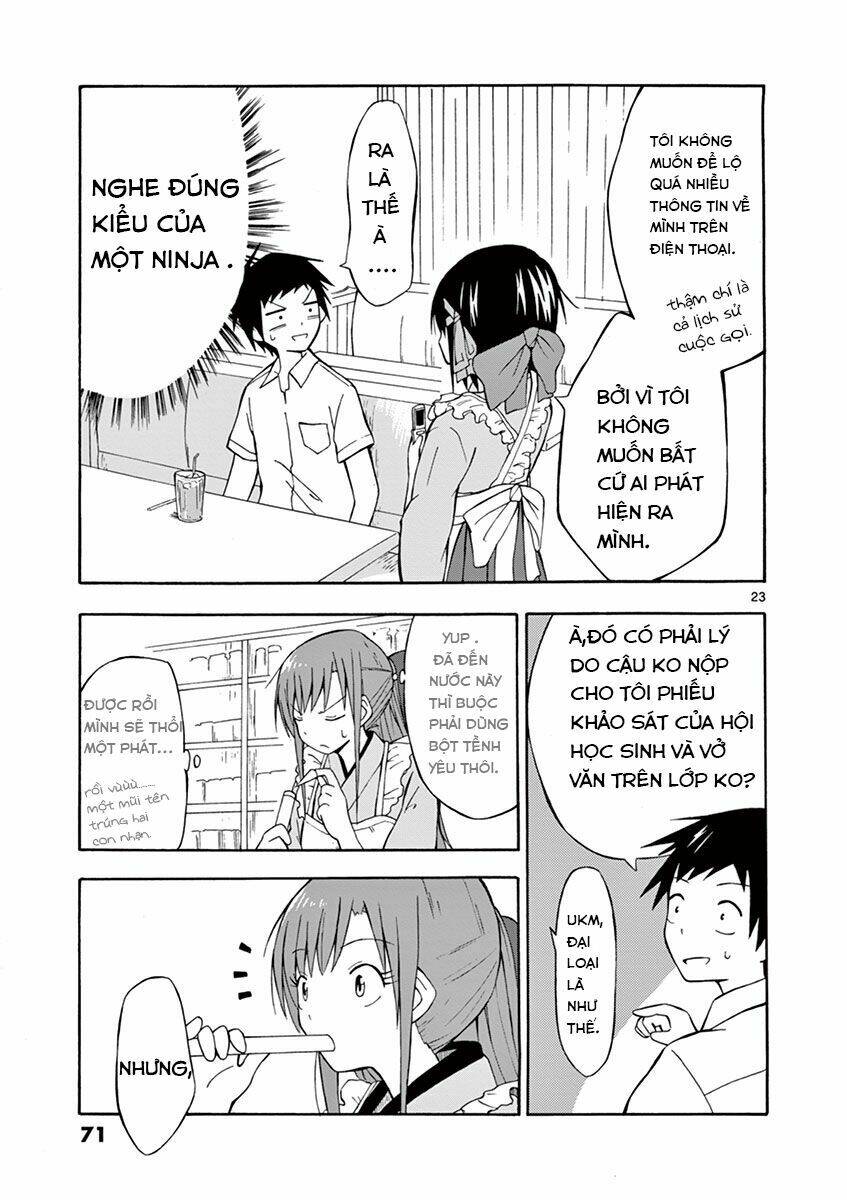 TÔI KHÔNG
MUỐN ĐỂ LỘ
QUÁ NHIỀU
THÔNG TIN VỀ
MÌNH TRÊN
ĐIỆN THOẠI.
thậm chí là
cả lịch sử
cuộc gọi.
BỞI VÌ TÔI
KHÔNG
MUỐN BẤT
CỨ AI PHÁT
HIỆN RA
MÌNH.
RA
LÀ
THẾ
À
....
NGHE ĐÚNG
KIỂU CỦA
MỘT NINJA .
23
À,ĐÓ CÓ PHẢI LÝ
DO CẬU KO NỘP
CHO TÔI PHIẾU
KHẢO SÁT CỦA HỘI
HỌC SINH VÀ VỞ
VĂN TRÊN LỚP KO?
UKM,
ĐẠI
LOẠI
LÀ
NHƯ
THẾ.
YUP .
ĐÃ ĐẾN
NƯỚC NÀY
THÌ BUỘC
PHẢI DÙNG
BỘT TỀNH
YÊU THÔI.
ĐƯỢC RỒI
MÌNH SẼ THỔI
MỘT PHÁT...
rồi vùùù.......
một mũi tên
trúng hai
con nhạn.
NHƯNG,
71